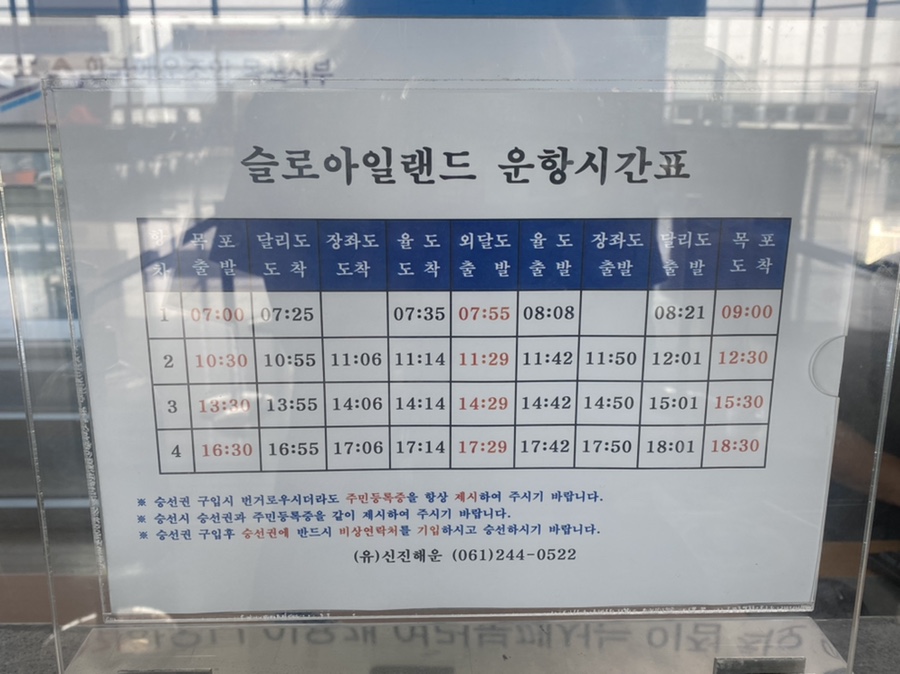 슬로아일랜드 운항시간표
항차 목포출발 달리도도착 장좌도도착 율도도착 외달도출발 율도출발 장좌도출발 달리도출발 목포도착
1 07:00 07:25 07:35 07:55 08:08 08:21 09:00
2 10:30 10:55 11:06 11:14 11:29 11:42 11:50 12:01 12:30
3 13:30 13:55 14:06 14:14 14:29 14:42 14:50 15:01 15:30
4 16:30 16:55 17:06 17:14 17:29 17:42 17:50 18:01 18:30
※ 승선권 구입시 번거로우시더라도 주민등록증을 항상 제시하여 주시기 바랍니다.
※ 승선시 승선권과 주민등록증을 같이 제시하여 주시기 바랍니다.
※ 승선권 구입후 승선권에 반드시 비상연락처를 기입하시고 승선하시기 바랍니다.
(유)신진해운 (061)244-0522